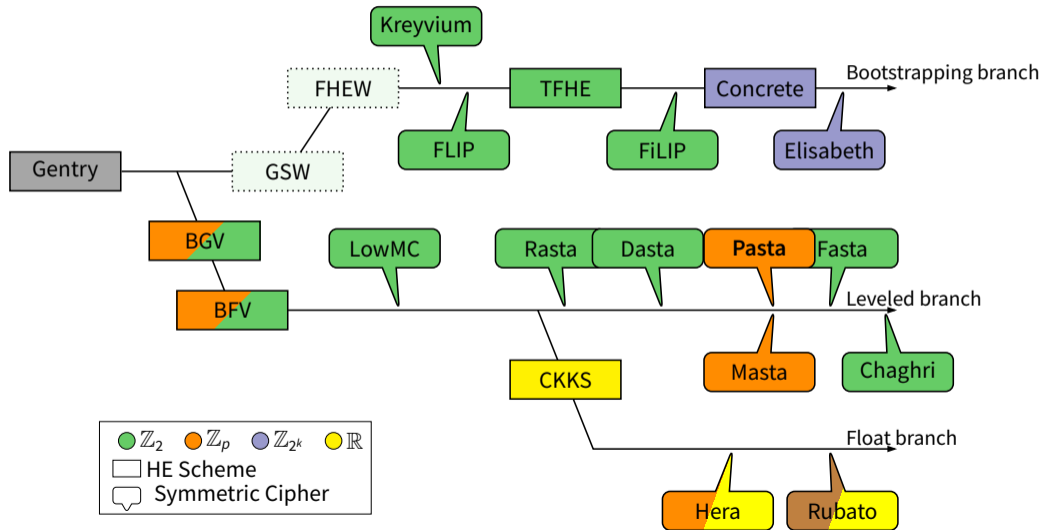 Kreyvium
FHEW
TFHE
Concrete
Bootstrapping branch
FLIP
FiLIP
Elisabeth
Gentry
GSW
BGV
LowMC
Rasta
Dasta
Pasta
Fasta
BFV
Leveled branch
CKKS
Masta
Chaghri
ℤ₂
ℤₚ
ℤ₂ᵏ
ℝ
HE Scheme
Symmetric Cipher
Float branch
Hera
Rubato